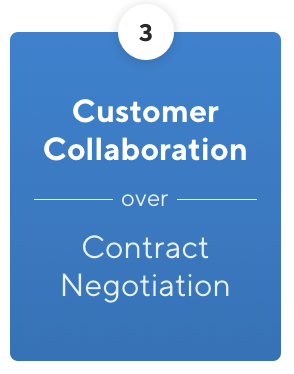 3
Customer
Collaboration
over
Contract
Negotiation